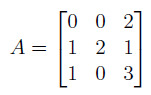 A = [0 0 2
1 2 1
1 0 3]